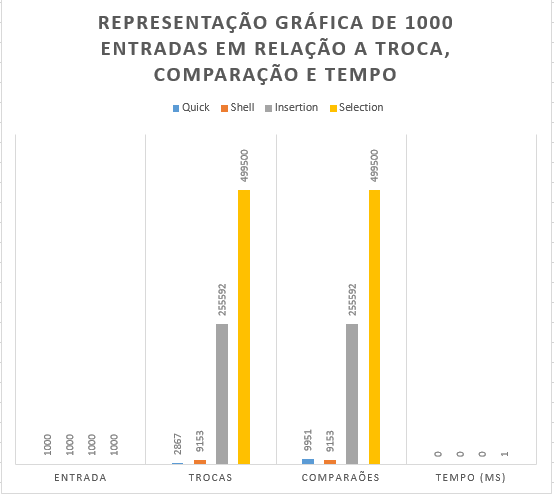 REPRESENTAÇÃO GRÁFICA DE 1000
ENTRADAS EM RELAÇÃO A TROCA,
COMPARAÇÃO E TEMPO
Quick Shell Insertion Selection
1000 1000 1000 1000
2867 9153 255592 499500
9951 9153 255592 499500
0 0 0 1
ENTRADA TROCAS COMPARAÕES TEMPO (MS)